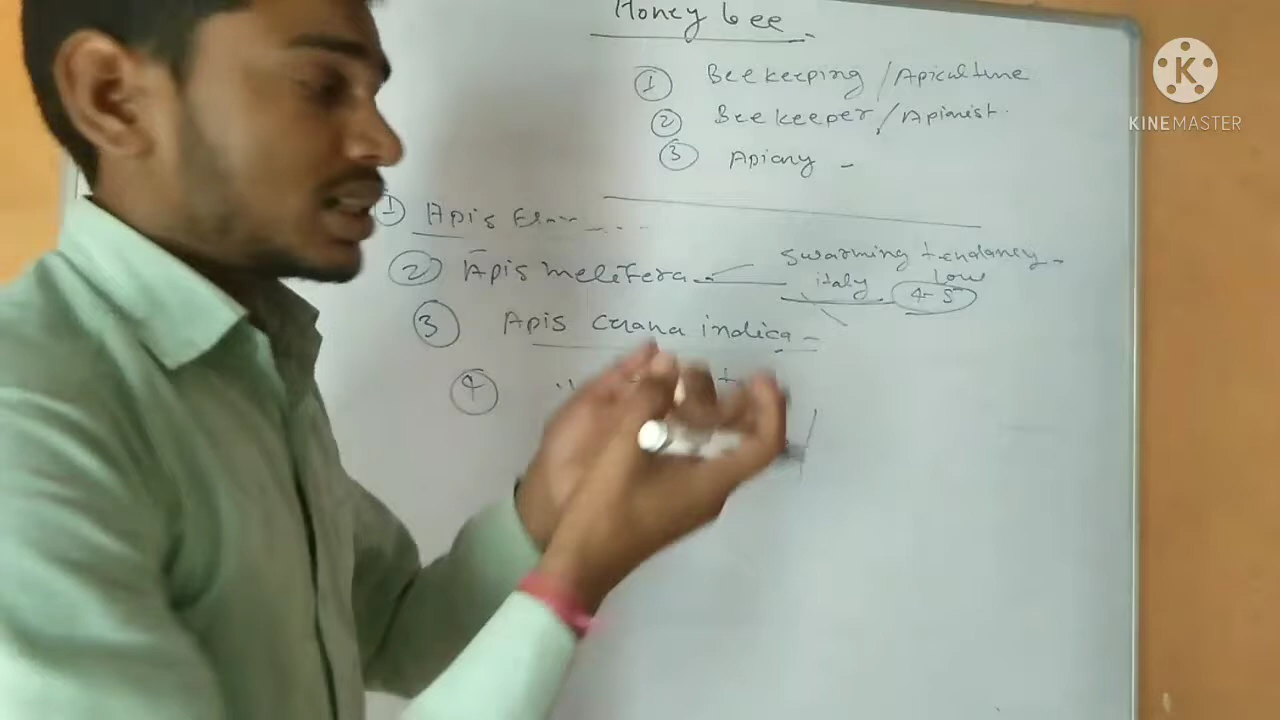 Honey bee
① Beekeeping / Apiculture
② Beekeeper / Apiarist.
③ Apiary -
① Apis
② Apis melifera - swarming tendancy -
italy low
4-5
③ Apis cerana indica -
④
K
KINEMASTER